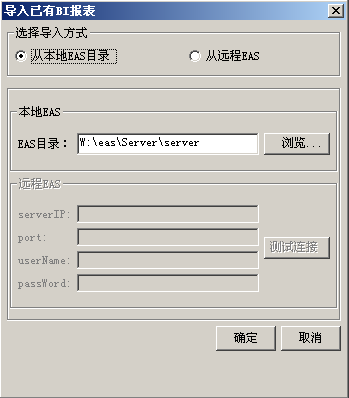 导入已有BI报表
选择导入方式
从本地EAS目录 从远程EAS
本地EAS
EAS目录： W:\eas\Server\server 浏览...
远程EAS
serverIP:
port:
测试连接
userName:
passWord:
确定 取消